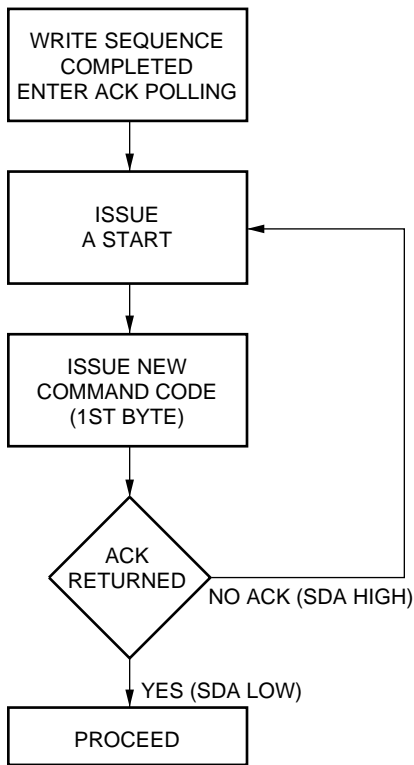 WRITE SEQUENCE
COMPLETED
ENTER ACK POLLING
ISSUE
A START
ISSUE NEW
COMMAND CODE
(1ST BYTE)
ACK
RETURNED
NO ACK (SDA HIGH)
YES (SDA LOW)
PROCEED